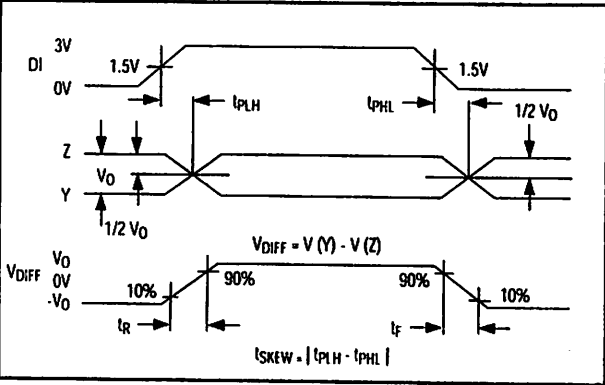 3V
DI
1.5V
1.5V
0V
tPLH
tPHL
1/2 VO
Z
VO
Y
1/2 VO
VDIFF = V (Y) - V (Z)
VO
VDIFF
0V
-VO
10%
90%
90%
10%
tR
tF
tSKEW = | tPLH - tPHL |